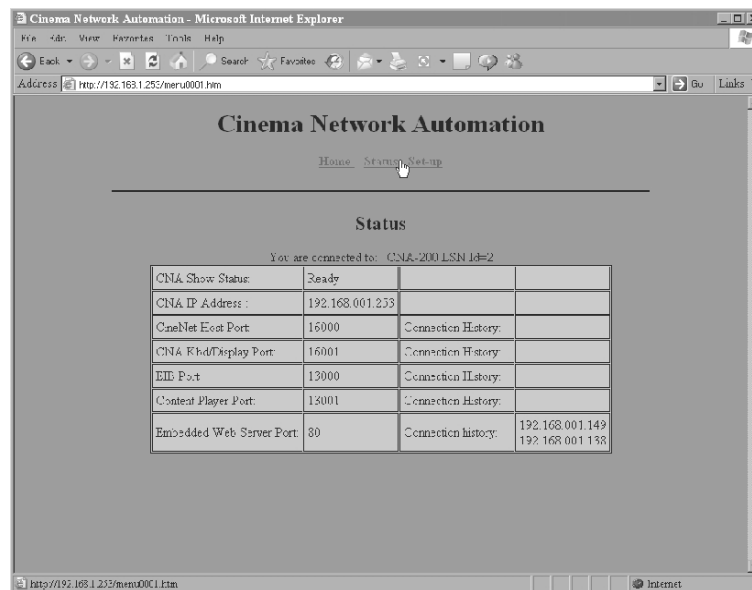 Cinema Network Automation - Microsoft Internet Explorer
File Edit View Favorites Tools Help
Back Search Favorites
Address http://192.168.1.253/menu0001.htm Go Links
Cinema Network Automation
Home Status Set-up
Status
You are connected to: CNA-200 LSN Id=2
CNA Show Status: Ready
CNA IP Address : 192.168.001.253
CineNet Host Port: 16000 Connection History:
CNA Kbd/Display Port: 16001 Connection History:
EIB Port 13000 Connection History:
Content Player Port: 13001 Connection History:
Embedded Web Server Port: 80 Connection history: 192.168.001.149
192.168.001.138
http://192.168.1.253/menu0001.htm Internet